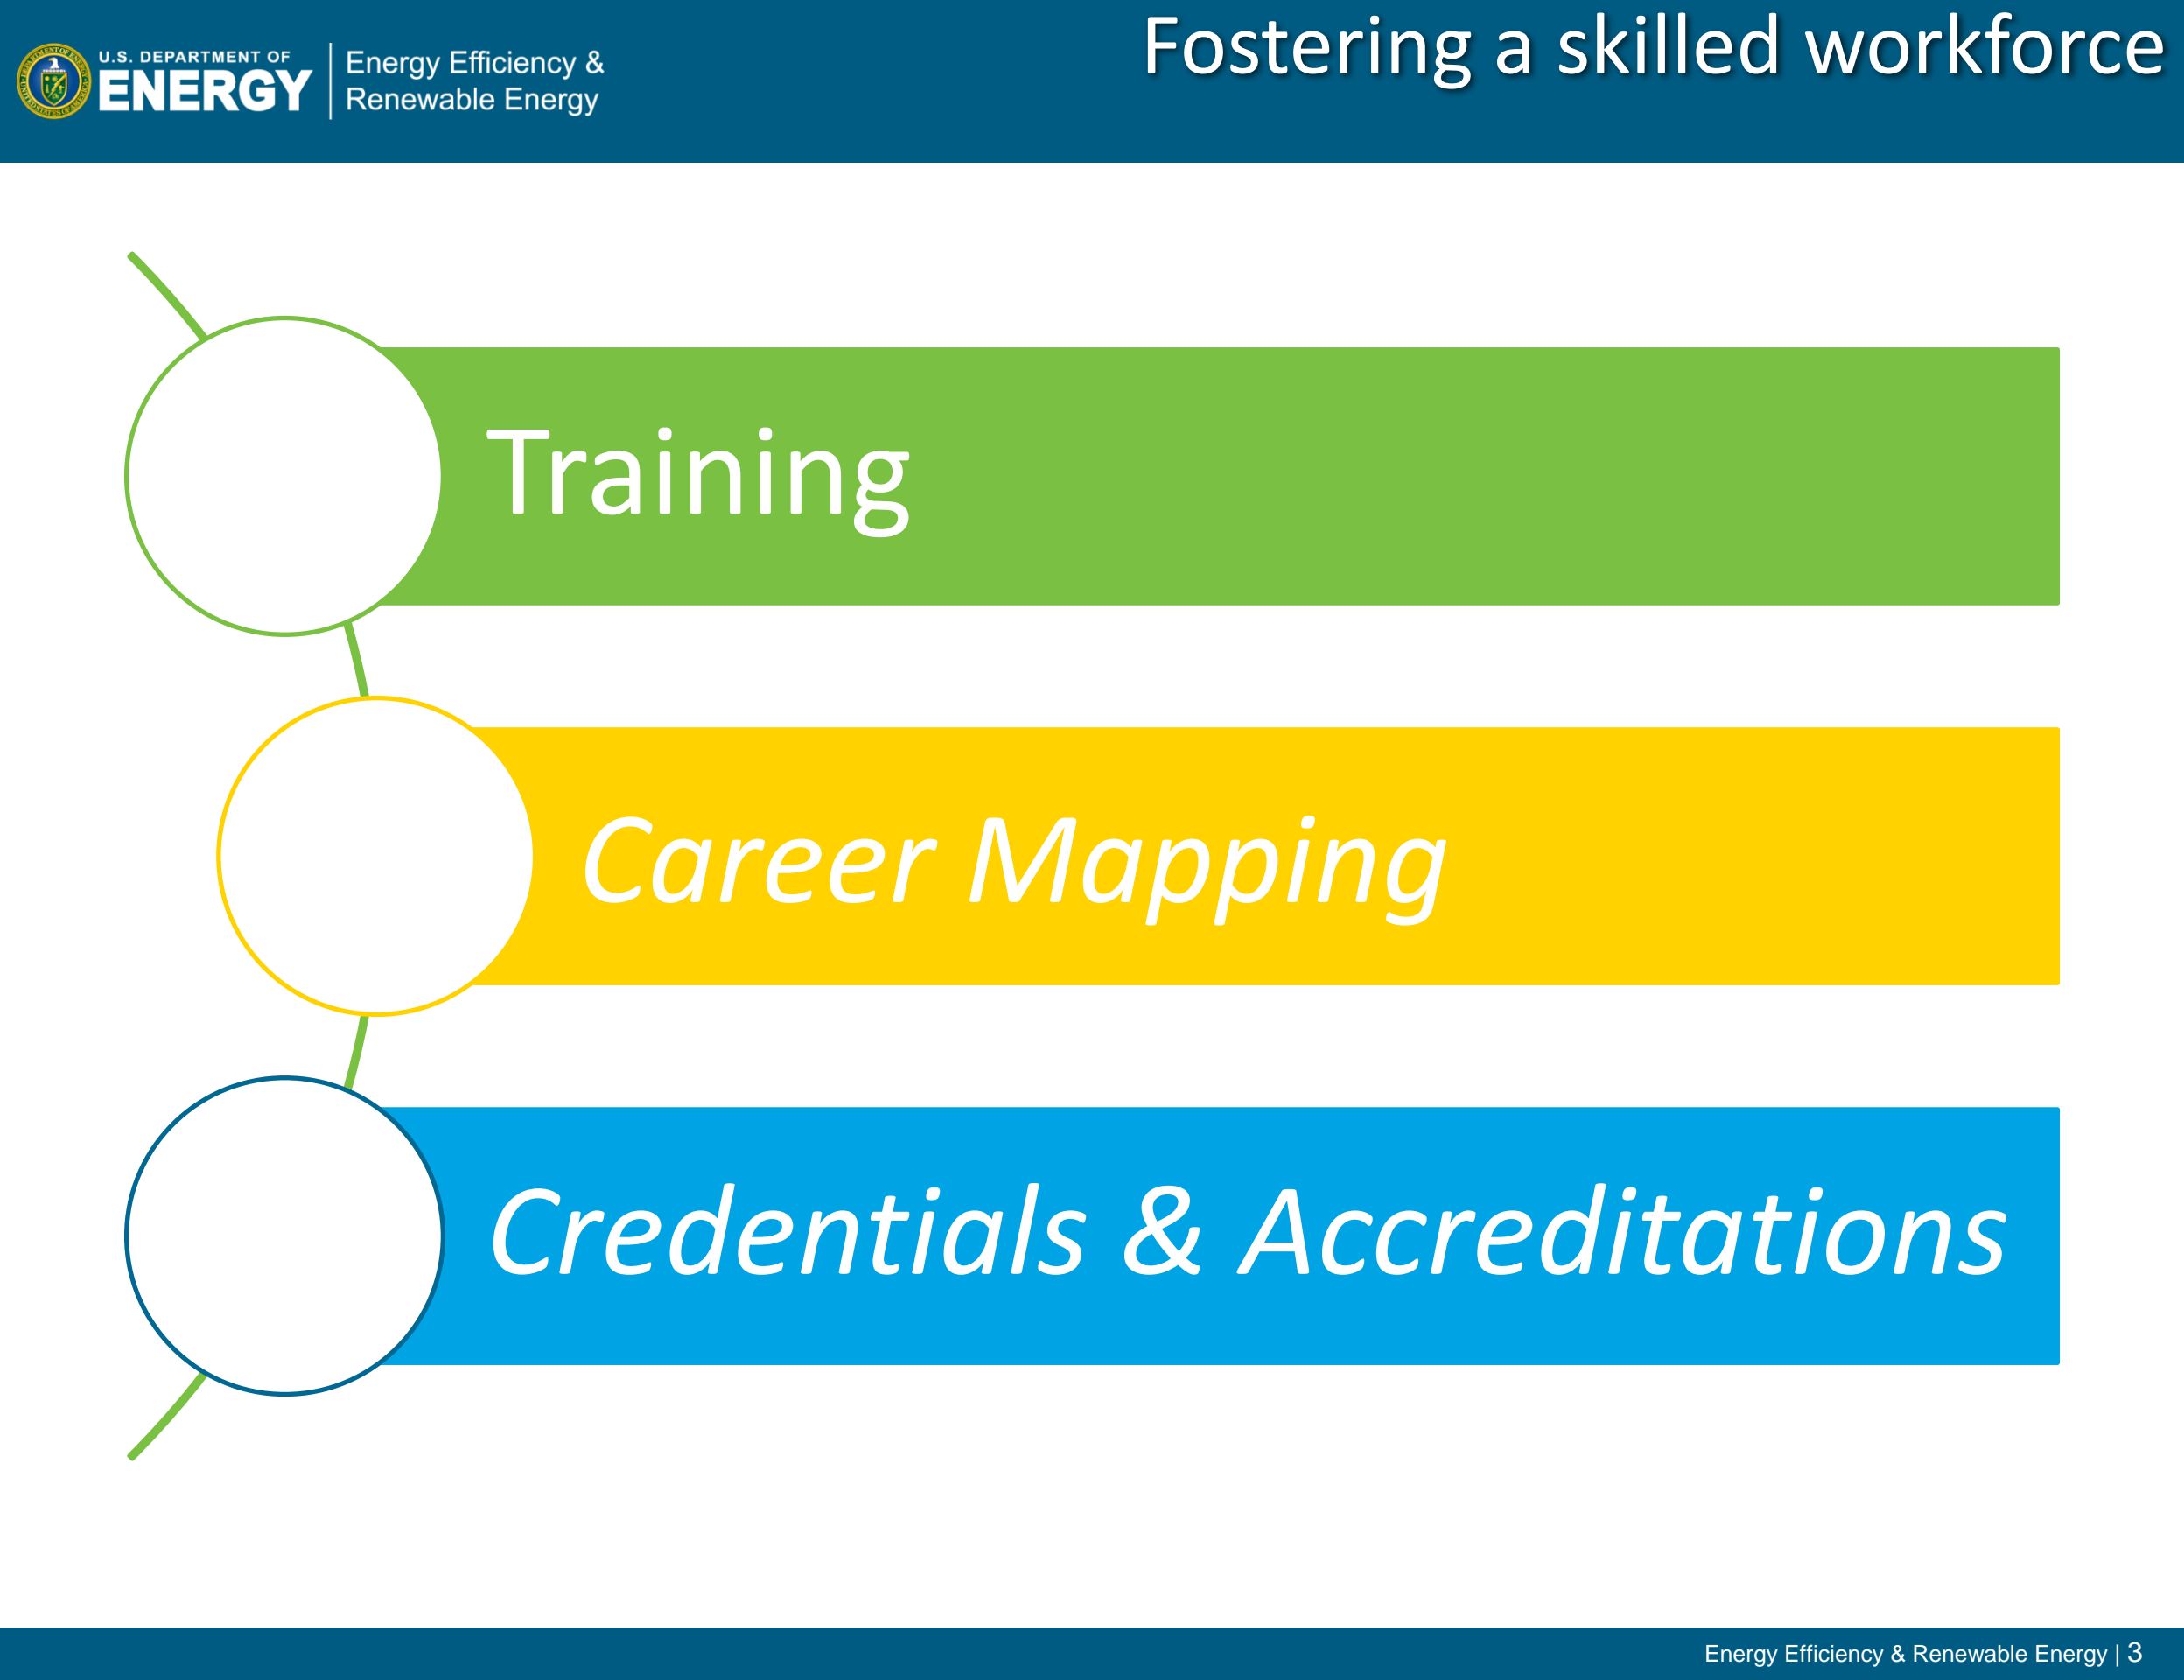 Fostering a skilled workforce
U.S. DEPARTMENT OF
ENERGY
Energy Efficiency &
Renewable Energy
Training
Career Mapping
Credentials & Accreditations
Energy Efficiency & Renewable Energy | 3